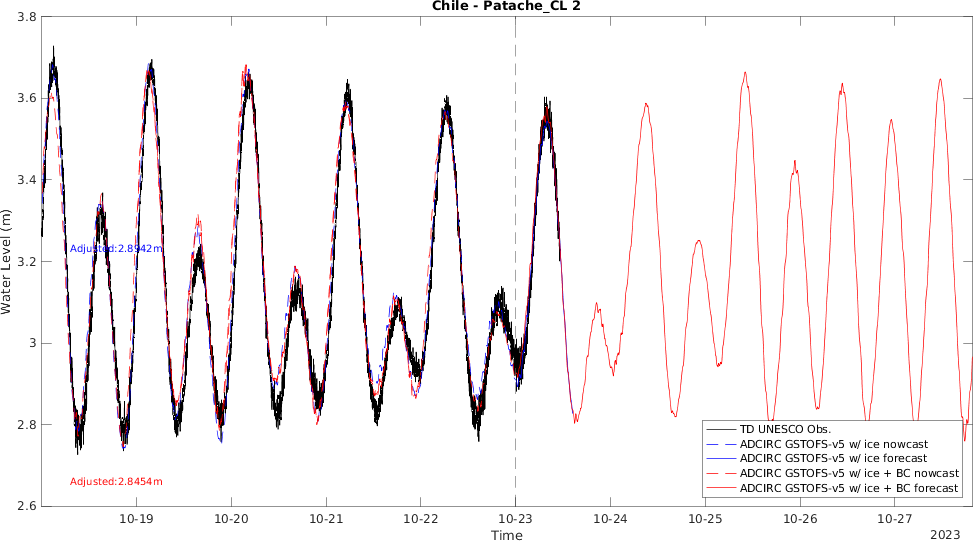 Chile - Patache_CL 2
3.8
3.6
3.4
3.2
3
2.8
2.6
Water Level (m)
Adjusted:2.8942m
Adjusted:2.8454m
TD UNESCO Obs.
ADCIRC GSTOFS-v5 w/ ice nowcast
ADCIRC GSTOFS-v5 w/ ice forecast
ADCIRC GSTOFS-v5 w/ ice + BC nowcast
ADCIRC GSTOFS-v5 w/ ice + BC forecast
10-19 10-20 10-21 10-22 10-23 10-24 10-25 10-26 10-27
Time
2023